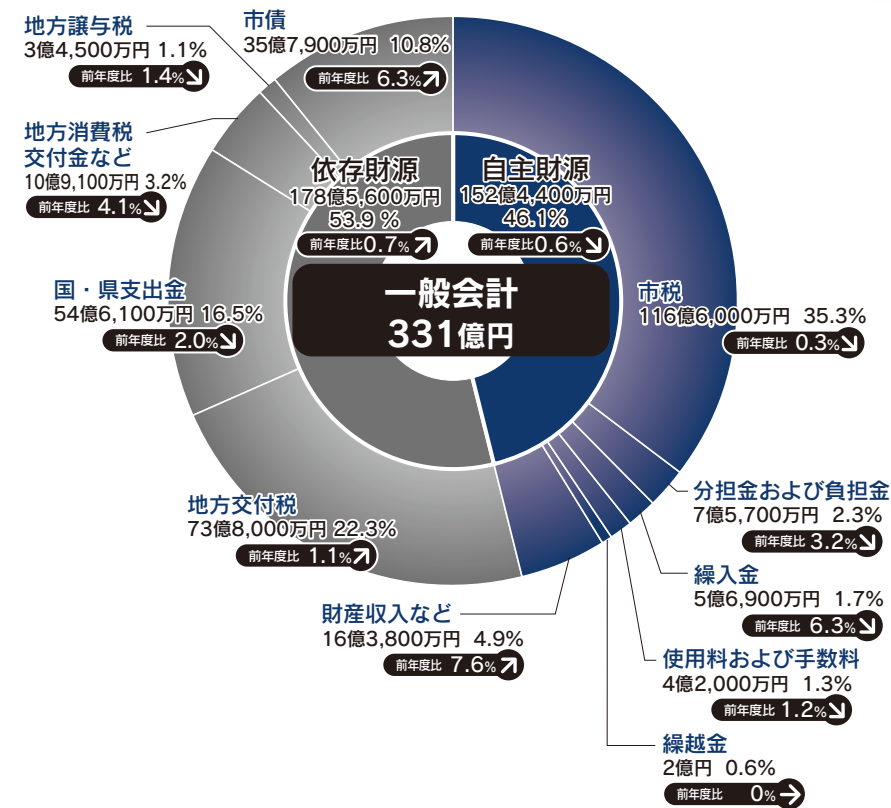 地方譲与税
3億4,500万円 1.1%
前年度比 1.4%↘
市債
35億7,900万円 10.8%
前年度比 6.3%↗
地方消費税
交付金など
10億9,100万円 3.2%
前年度比 4.1%↘
依存財源
178億5,600万円
53.9 %
前年度比0.7%↗
自主財源
152億4,400万円
46.1%
前年度比0.6%↘
一般会計
331億円
国・県支出金
54億6,100万円 16.5%
前年度比 2.0%↘
市税
116億6,000万円 35.3%
前年度比 0.3%↘
地方交付税
73億8,000万円 22.3%
前年度比 1.1%↗
財産収入など
16億3,800万円 4.9%
前年度比 7.6%↗
分担金および負担金
7億5,700万円 2.3%
前年度比 3.2%↘
繰入金
5億6,900万円 1.7%
前年度比 6.3%↘
使用料および手数料
4億2,000万円 1.3%
前年度比 1.2%↘
繰越金
2億円 0.6%
前年度比 0%→